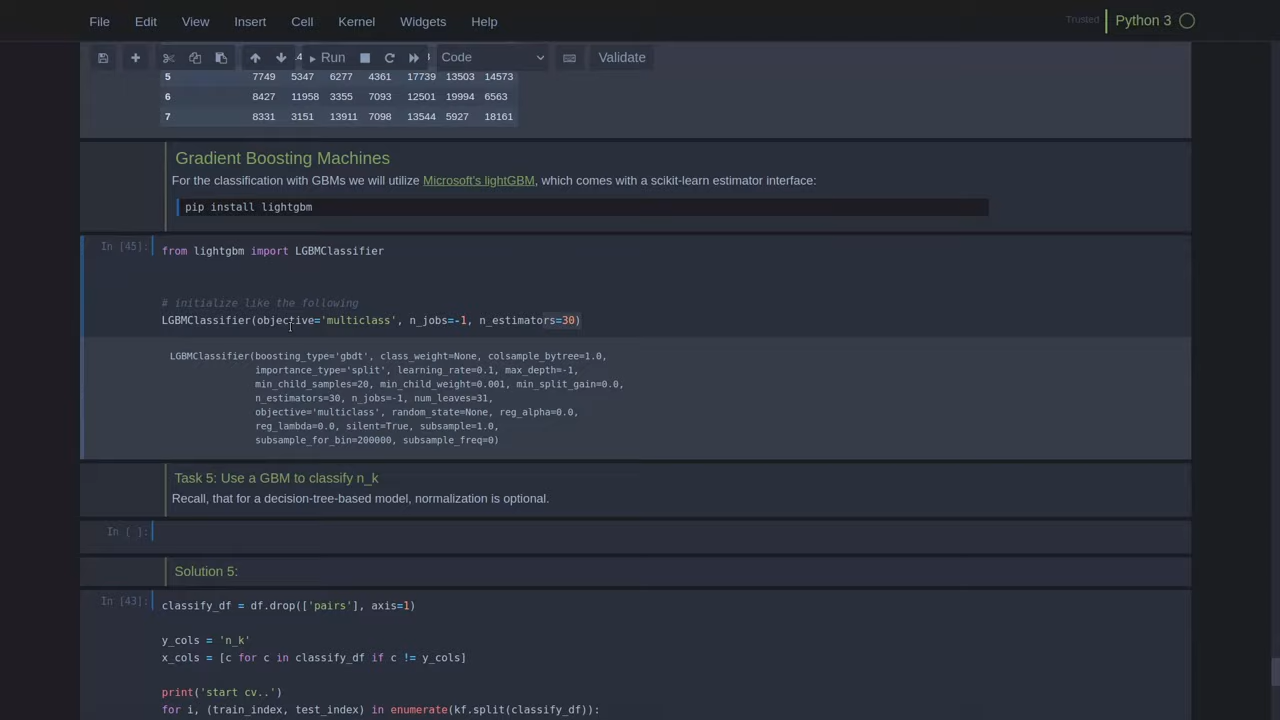 File Edit View Insert Cell Kernel Widgets Help Trusted Python 3
Run Code Validate
5 7749 5347 6277 4361 17739 13503 14573
6 8427 11958 3355 7093 12501 19994 6563
7 8331 3151 13911 7098 13544 5927 18161
Gradient Boosting Machines
For the classification with GBMs we will utilize Microsoft's lightGBM, which comes with a scikit-learn estimator interface:
pip install lightgbm
In [45]: from lightgbm import LGBMClassifier
# initialize like the following
LGBMClassifier(objective='multiclass', n_jobs=-1, n_estimators=30)
LGBMClassifier(boosting_type='gbdt', class_weight=None, colsample_bytree=1.0,
importance_type='split', learning_rate=0.1, max_depth=-1,
min_child_samples=20, min_child_weight=0.001, min_split_gain=0.0,
n_estimators=30, n_jobs=-1, num_leaves=31,
objective='multiclass', random_state=None, reg_alpha=0.0,
reg_lambda=0.0, silent=True, subsample=1.0,
subsample_for_bin=200000, subsample_freq=0)
Task 5: Use a GBM to classify n_k
Recall, that for a decision-tree-based model, normalization is optional.
In [ ]:
Solution 5:
In [43]: classify_df = df.drop(['pairs'], axis=1)
y_cols = 'n_k'
x_cols = [c for c in classify_df if c != y_cols]
print('start cv..')
for i, (train_index, test_index) in enumerate(kf.split(classify_df)):